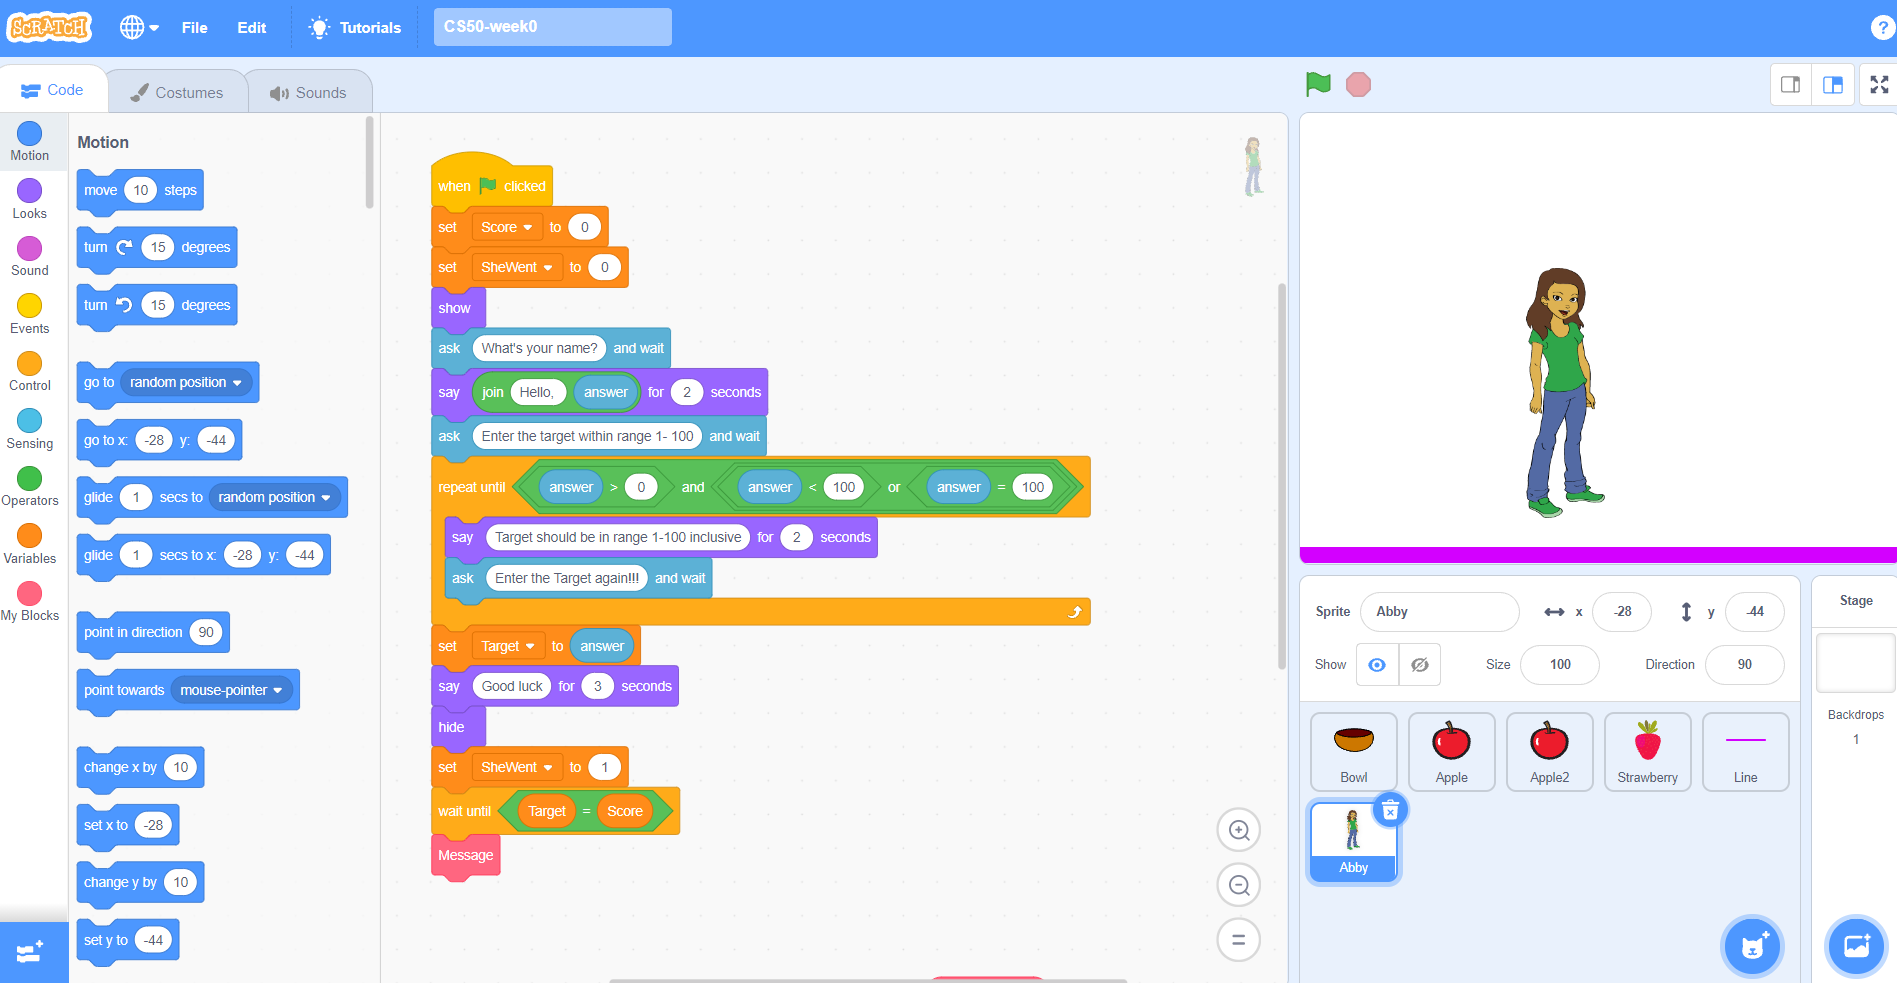 SCRATCH File Edit Tutorials CS50-week0 ?
Code Costumes Sounds
Motion
Looks
Sound
Events
Control
Sensing
Operators
Variables
My Blocks
Motion
move 10 steps
turn 15 degrees
turn 15 degrees
go to random position
go to x: -28 y: -44
glide 1 secs to random position
glide 1 secs to x: -28 y: -44
point in direction 90
point towards mouse-pointer
change x by 10
set x to -28
change y by 10
set y to -44
when clicked
set Score to 0
set SheWent to 0
show
ask What's your name? and wait
say join Hello, answer for 2 seconds
ask Enter the target within range 1- 100 and wait
repeat until answer > 0 and answer < 100 or answer = 100
say Target should be in range 1-100 inclusive for 2 seconds
ask Enter the Target again!!! and wait
set Target to answer
say Good luck for 3 seconds
hide
set SheWent to 1
wait until Target = Score
Message
Sprite Abby x -28 y -44
Show Size 100 Direction 90
Bowl Apple Apple2 Strawberry Line
Abby
Stage
Backdrops
1